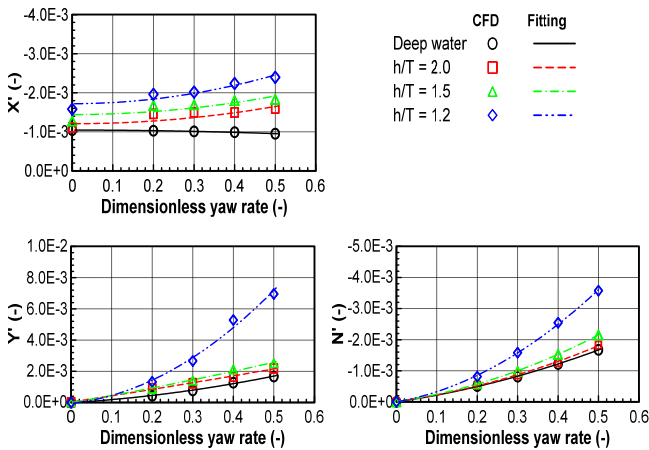 -4.0E-3
-3.0E-3
-2.0E-3
-1.0E-3
0.0E+0
X' (-)
0 0.1 0.2 0.3 0.4 0.5 0.6
Dimensionless yaw rate (-)
CFD Fitting
Deep water
h/T = 2.0
h/T = 1.5
h/T = 1.2
1.0E-2
8.0E-3
6.0E-3
4.0E-3
2.0E-3
0.0E+0
Y' (-)
0 0.1 0.2 0.3 0.4 0.5 0.6
Dimensionless yaw rate (-)
-5.0E-3
-4.0E-3
-3.0E-3
-2.0E-3
-1.0E-3
0.0E+0
N' (-)
0 0.1 0.2 0.3 0.4 0.5 0.6
Dimensionless yaw rate (-)